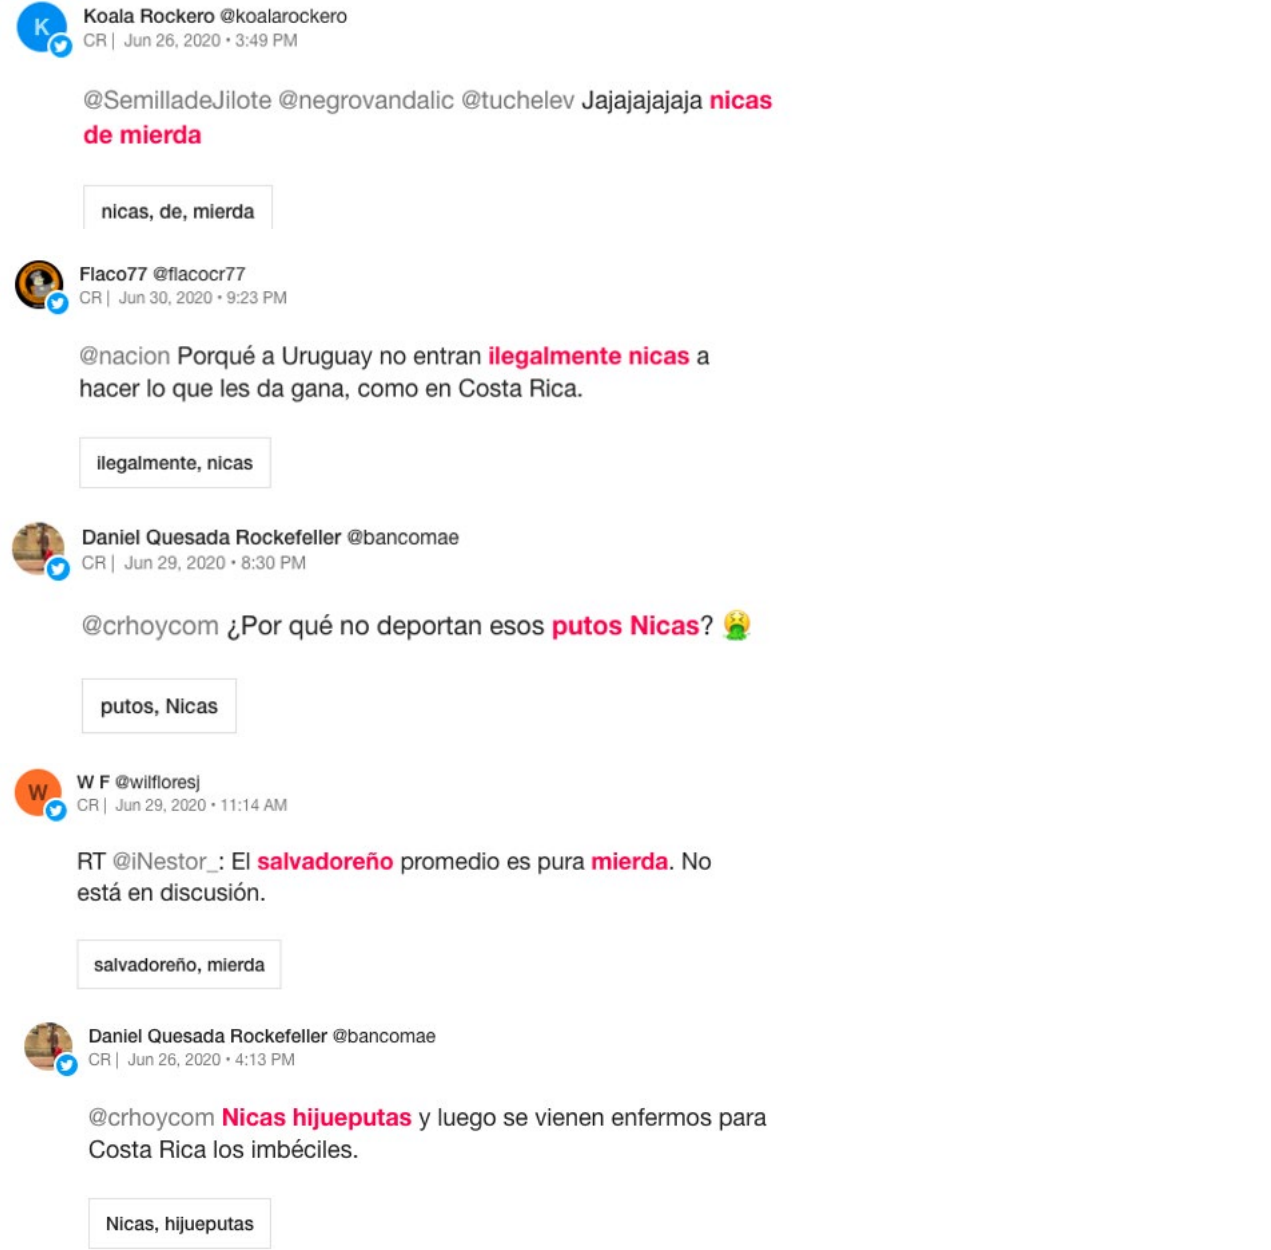 K
Koala Rockero @koalarockero
CR | Jun 26, 2020 • 3:49 PM
@SemilladeJilote @negrovandalic @tuchelev Jajajajajaja nicas
de mierda
nicas, de, mierda
Flaco77 @flacocr77
CR | Jun 30, 2020 • 9:23 PM
@nacion Porqué a Uruguay no entran ilegalmente nicas a
hacer lo que les da gana, como en Costa Rica.
ilegalmente, nicas
Daniel Quesada Rockefeller @bancomae
CR | Jun 29, 2020 • 8:30 PM
@crhoycom ¿Por qué no deportan esos putos Nicas? 🤮
putos, Nicas
W
W F @wilfloresj
CR | Jun 29, 2020 • 11:14 AM
RT @iNestor_: El salvadoreño promedio es pura mierda. No
está en discusión.
salvadoreño, mierda
Daniel Quesada Rockefeller @bancomae
CR | Jun 26, 2020 • 4:13 PM
@crhoycom Nicas hijueputas y luego se vienen enfermos para
Costa Rica los imbéciles.
Nicas, hijueputas